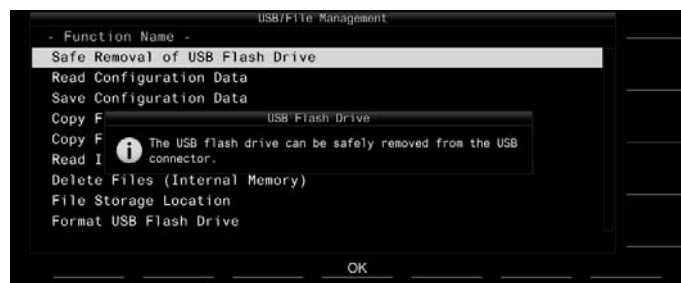 USB/File Management
- Function Name -
Safe Removal of USB Flash Drive
Read Configuration Data
Save Configuration Data
Copy F
USB Flash Drive
Copy F
The USB flash drive can be safely removed from the USB
connector.
Read I
Delete Files (Internal Memory)
File Storage Location
Format USB Flash Drive
OK